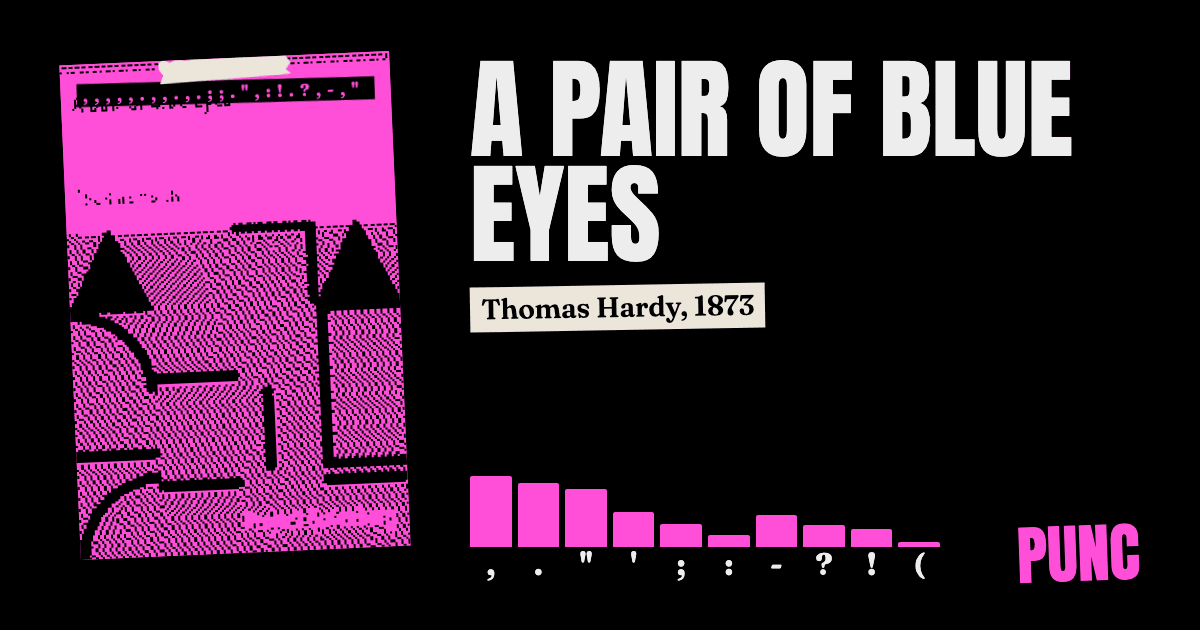 A PAIR OF BLUE
EYES
Thomas Hardy, 1873
, . " ' ; : - ? ! (
PUNC